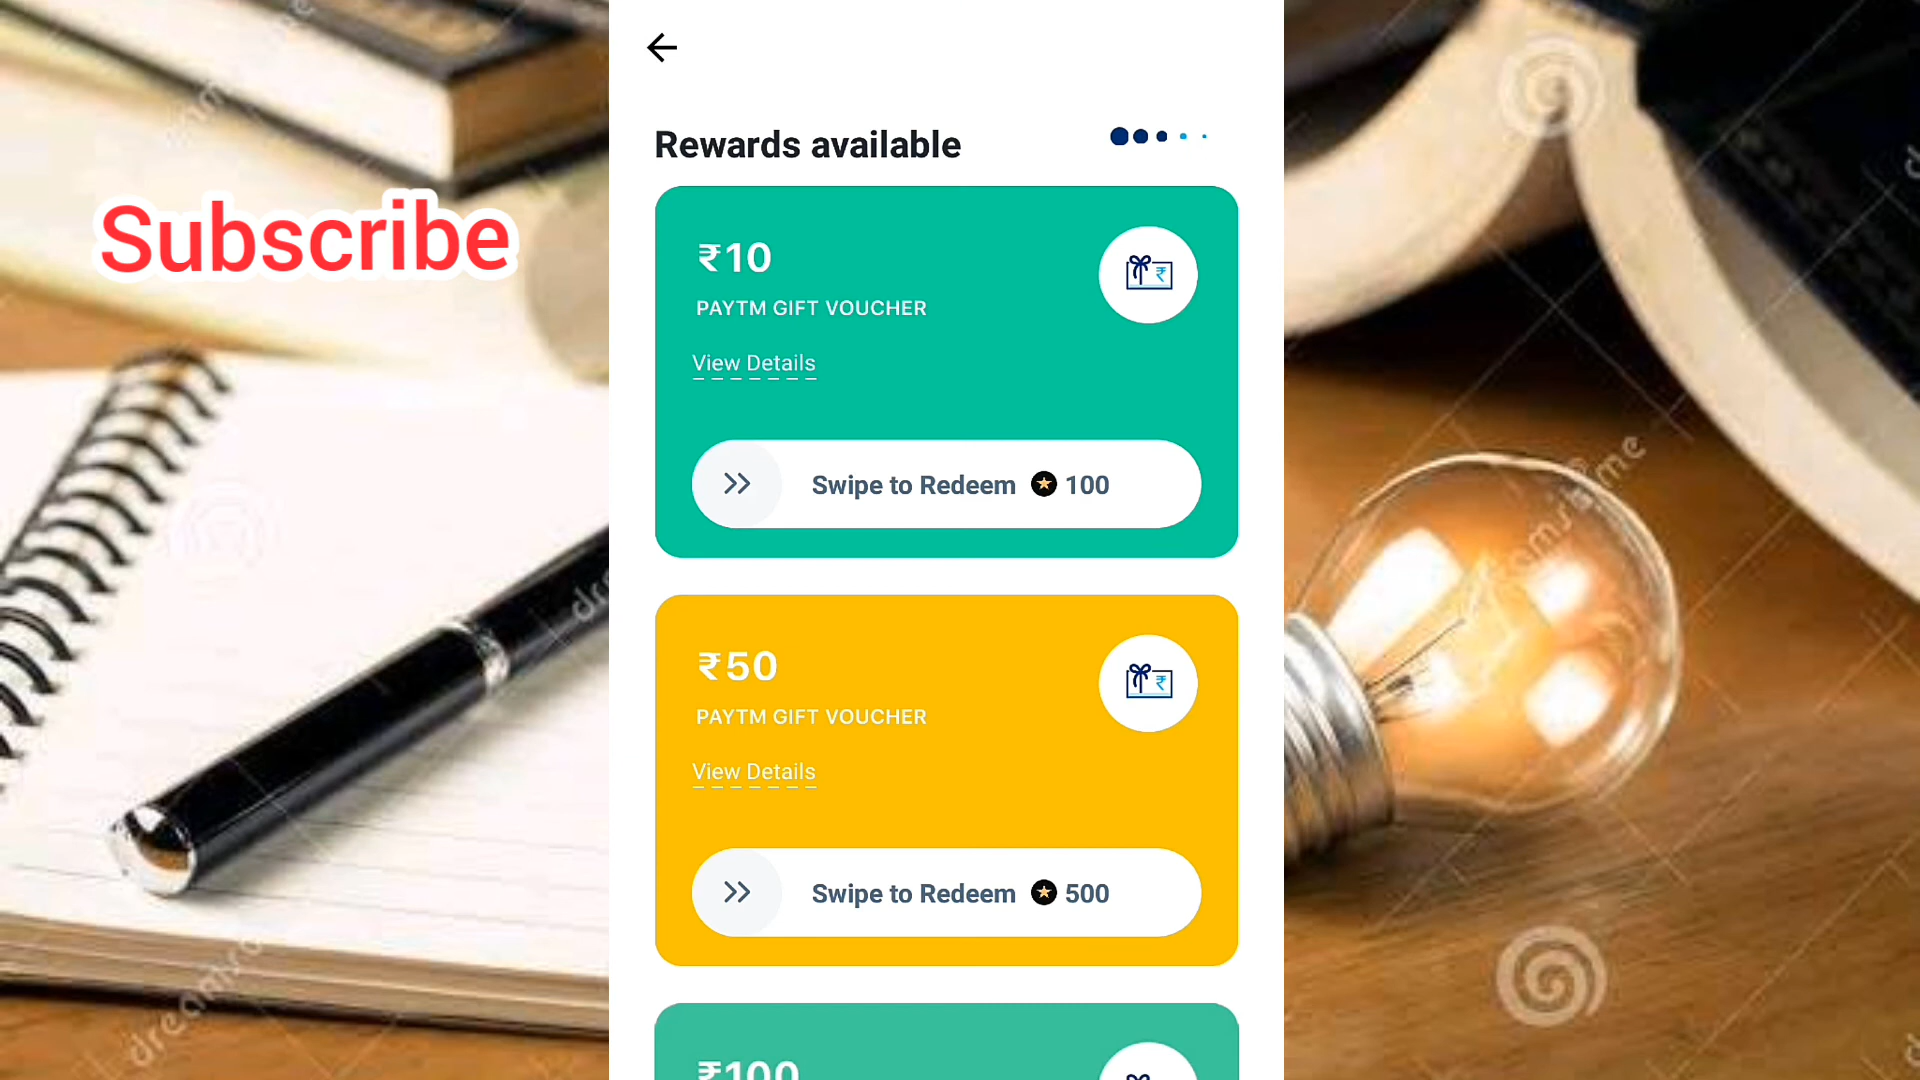 Subscribe
Rewards available
₹10
PAYTM GIFT VOUCHER
View Details
Swipe to Redeem 100
₹50
PAYTM GIFT VOUCHER
View Details
Swipe to Redeem 500
₹100